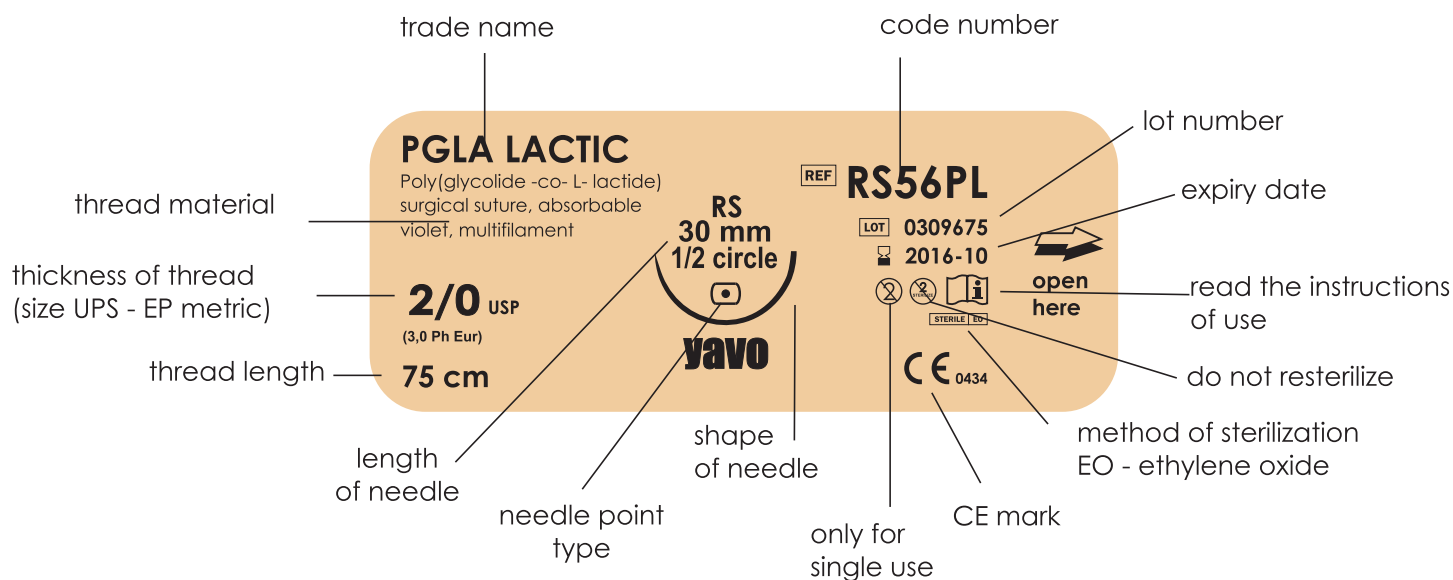 trade name
code number
PGLA LACTIC
Poly(glycolide -co- L- lactide)
surgical suture, absorbable
violet, multifilament
thread material
thickness of thread
(size UPS - EP metric)
2/0 USP
(3,0 Ph Eur)
thread length
75 cm
RS
30 mm
1/2 circle
yavo
REF RS56PL
LOT 0309675
2016-10
2
2
STERILIZE
i
STERILE EO
CE 0434
open
here
lot number
expiry date
read the instructions
of use
do not resterilize
method of sterilization
EO - ethylene oxide
length
of needle
needle point
type
shape
of needle
only for
single use
CE mark